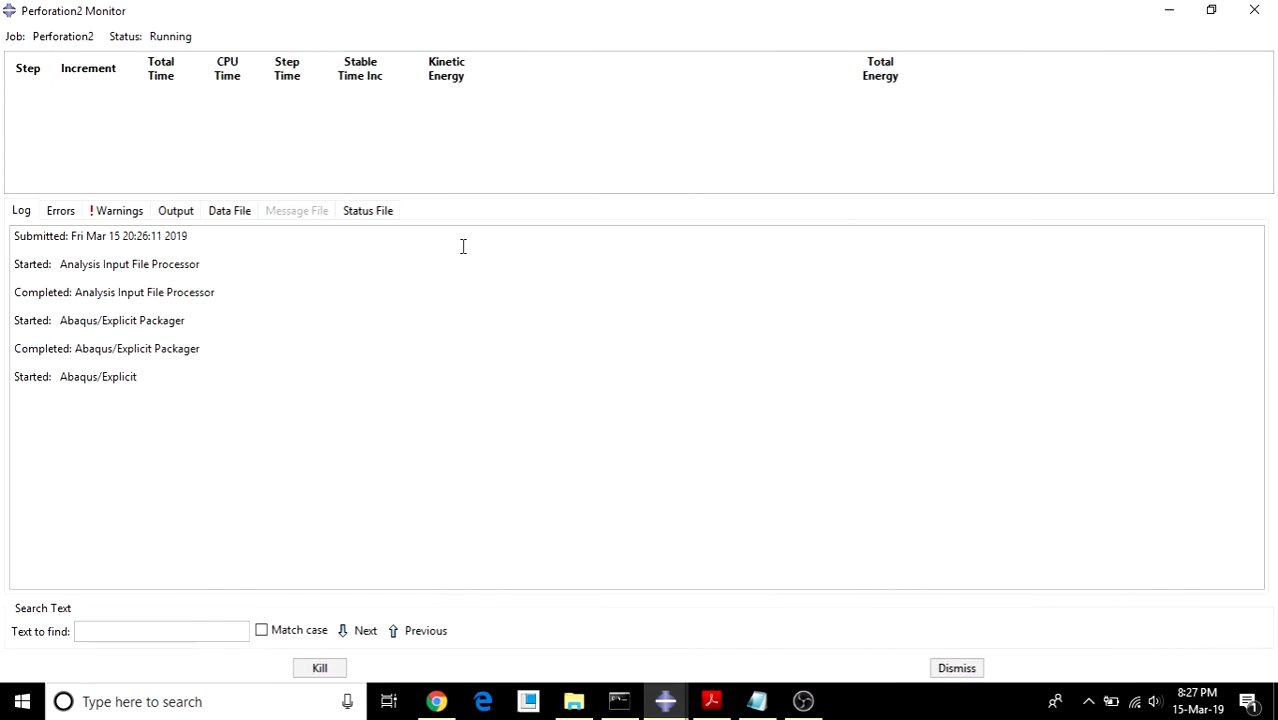 Perforation2 Monitor
Job: Perforation2 Status: Running
Step Increment Total Time CPU Time Step Time Stable Time Inc Kinetic Energy Total Energy
Log Errors ! Warnings Output Data File Message File Status File
Submitted: Fri Mar 15 20:26:11 2019
Started: Analysis Input File Processor
Completed: Analysis Input File Processor
Started: Abaqus/Explicit Packager
Completed: Abaqus/Explicit Packager
Started: Abaqus/Explicit
Search Text
Text to find: Match case Next Previous
Kill Dismiss
Type here to search
8:27 PM
15-Mar-19
1